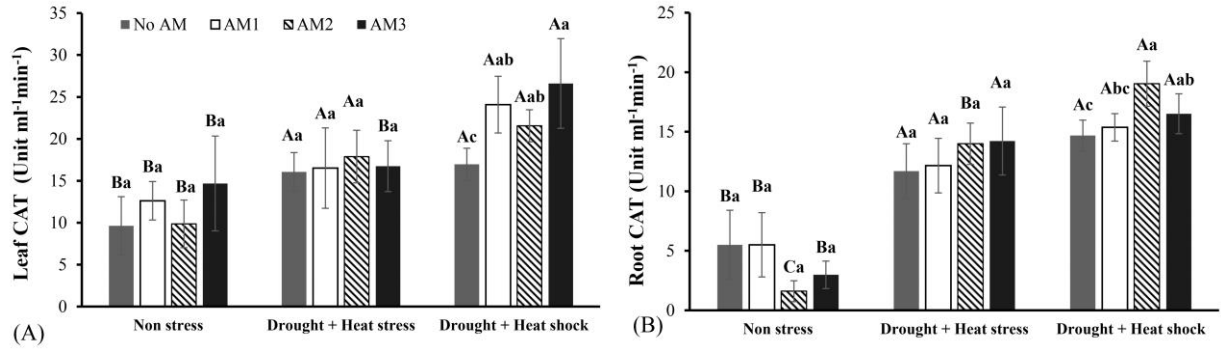 Leaf CAT (Unit ml⁻¹min⁻¹)
35
30
25
20
15
10
5
0
No AM AM1 AM2 AM3
Ba Ba Ba Ba
Aa Aa Aa Ba
Ac Aab Aab Aa
Non stress Drought + Heat stress Drought + Heat shock
(A)
Root CAT (Unit ml⁻¹min⁻¹)
25
20
15
10
5
0
Ba Ba Ca Ba
Aa Aa Ba Aa
Ac Abc Aa Aab
Non stress Drought + Heat stress Drought + Heat shock
(B)